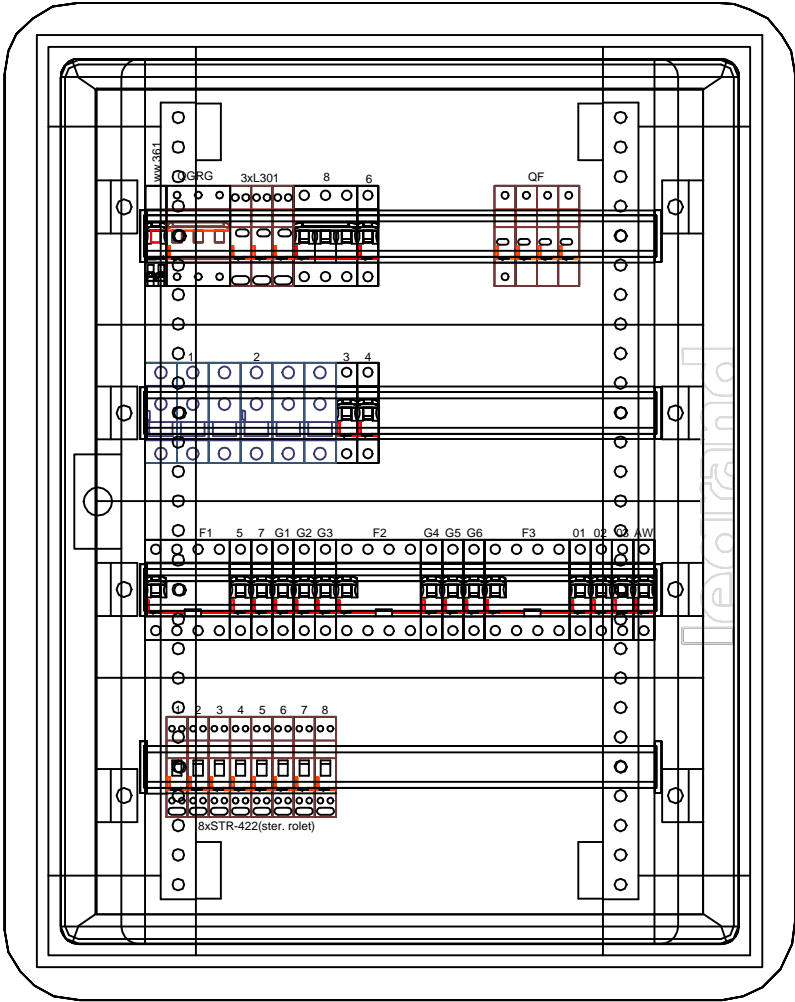 ww.361 QGRG 3xL301 8 6 QF
1 2 3 4
F1 5 7 G1 G2 G3 F2 G4 G5 G6 F3 01 02 03 AW
legrand
1 2 3 4 5 6 7 8
8xSTR-422(ster. rolet)